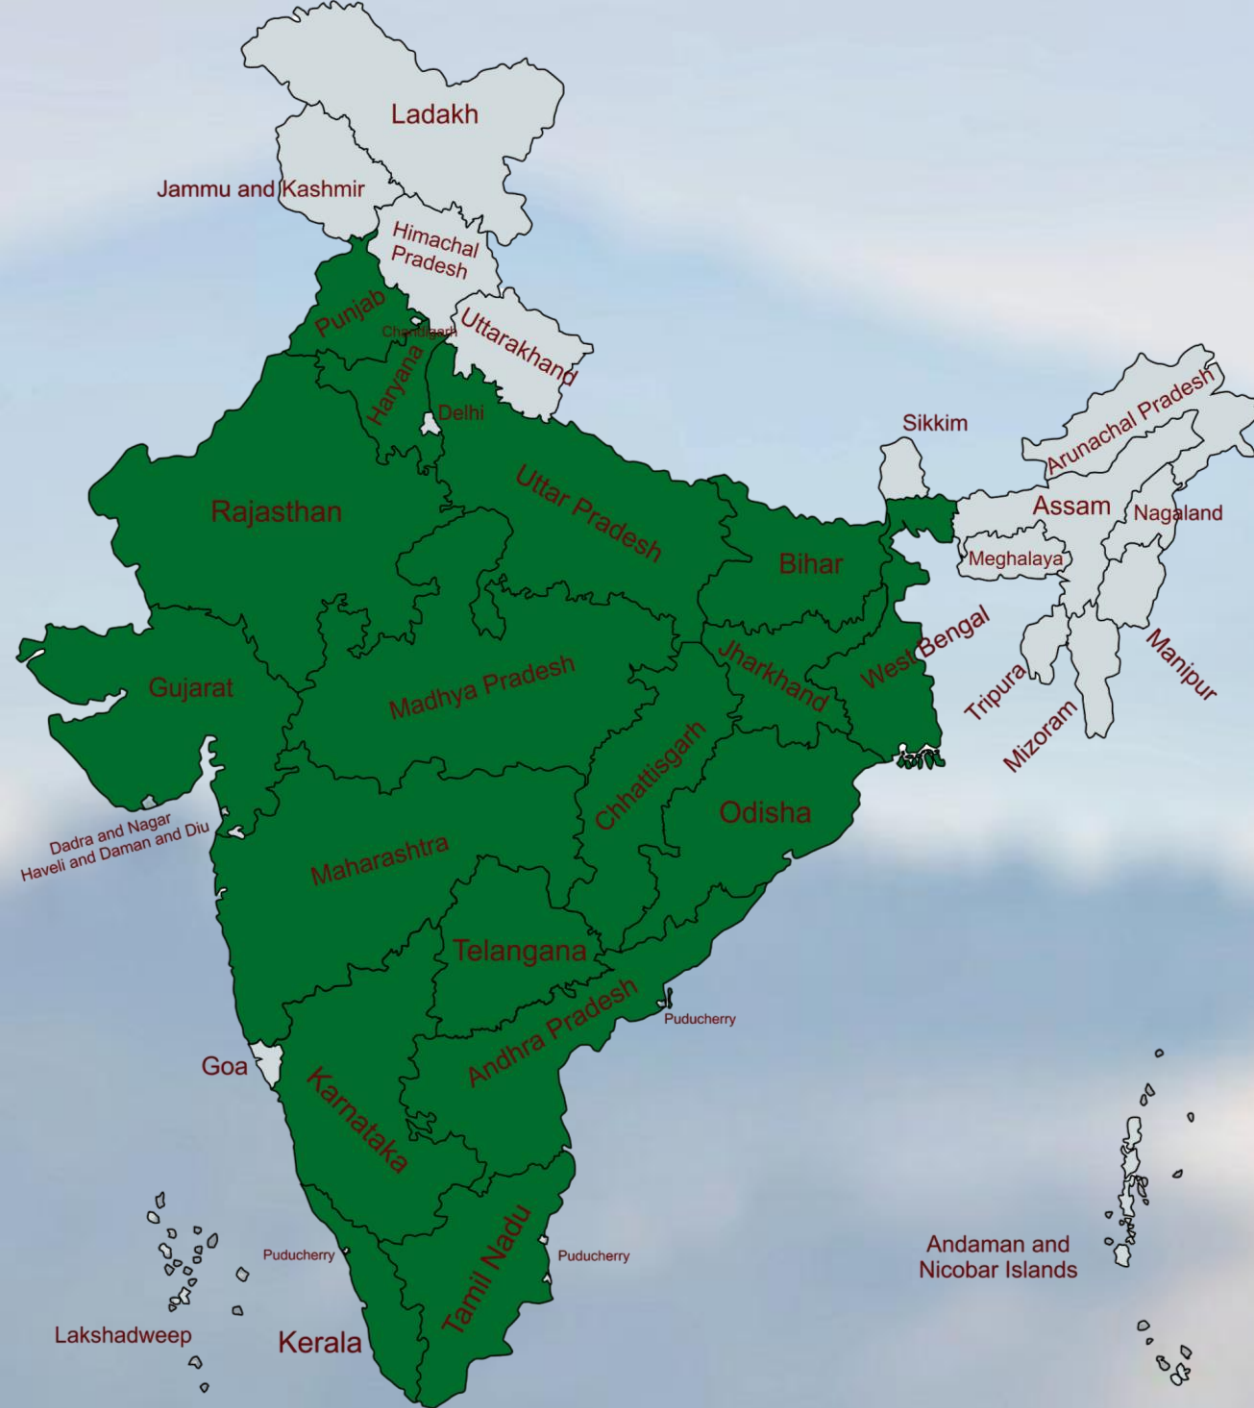 Ladakh
Jammu and Kashmir
Himachal
Pradesh
Punjab
Chandigarh
Uttarakhand
Haryana
Delhi
Arunachal Pradesh
Sikkim
Rajasthan
Uttar Pradesh
Assam
Nagaland
Bihar
Meghalaya
West Bengal
Jharkhand
Manipur
Tripura
Mizoram
Gujarat
Madhya Pradesh
Chhattisgarh
Odisha
Dadra and Nagar
Haveli and Daman and Diu
Maharashtra
Telangana
Andhra Pradesh
Puducherry
Goa
Karnataka
Puducherry
Tamil Nadu
Puducherry
Andaman and
Nicobar Islands
Lakshadweep
Kerala